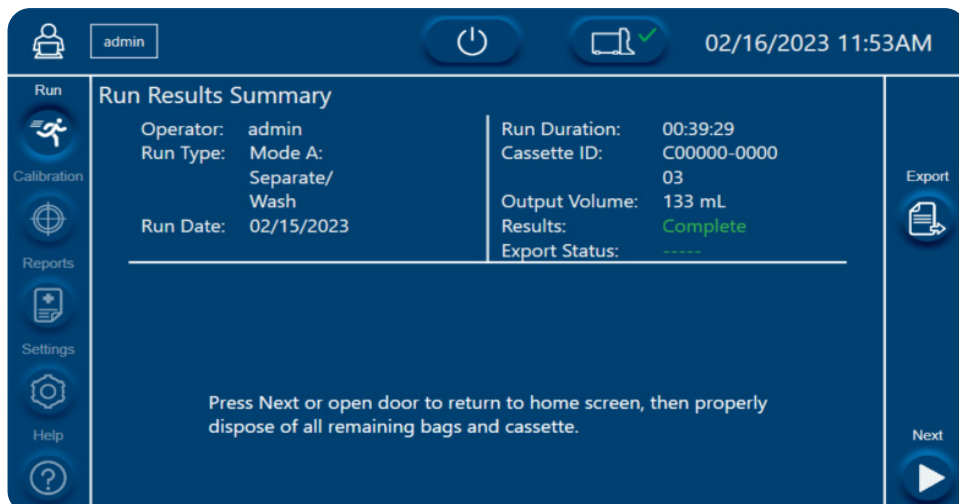 admin
02/16/2023 11:53AM
Run
Calibration
Reports
Settings
Help
Run Results Summary
Operator: admin
Run Type: Mode A:
Separate/
Wash
Run Date: 02/15/2023
Run Duration: 00:39:29
Cassette ID: C00000-0000
03
Output Volume: 133 mL
Results: Complete
Export Status: -----
Press Next or open door to return to home screen, then properly
dispose of all remaining bags and cassette.
Export
Next